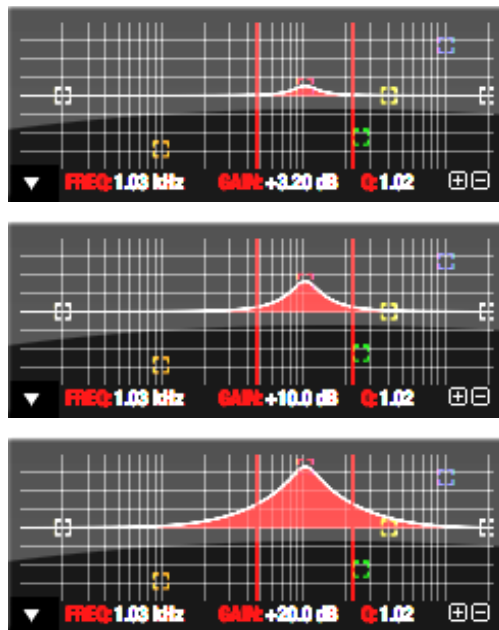 FREQ: 1.03 kHz GAIN: +3.20 dB Q: 1.02
FREQ: 1.03 kHz GAIN: +10.0 dB Q: 1.02
FREQ: 1.03 kHz GAIN: +20.0 dB Q: 1.02